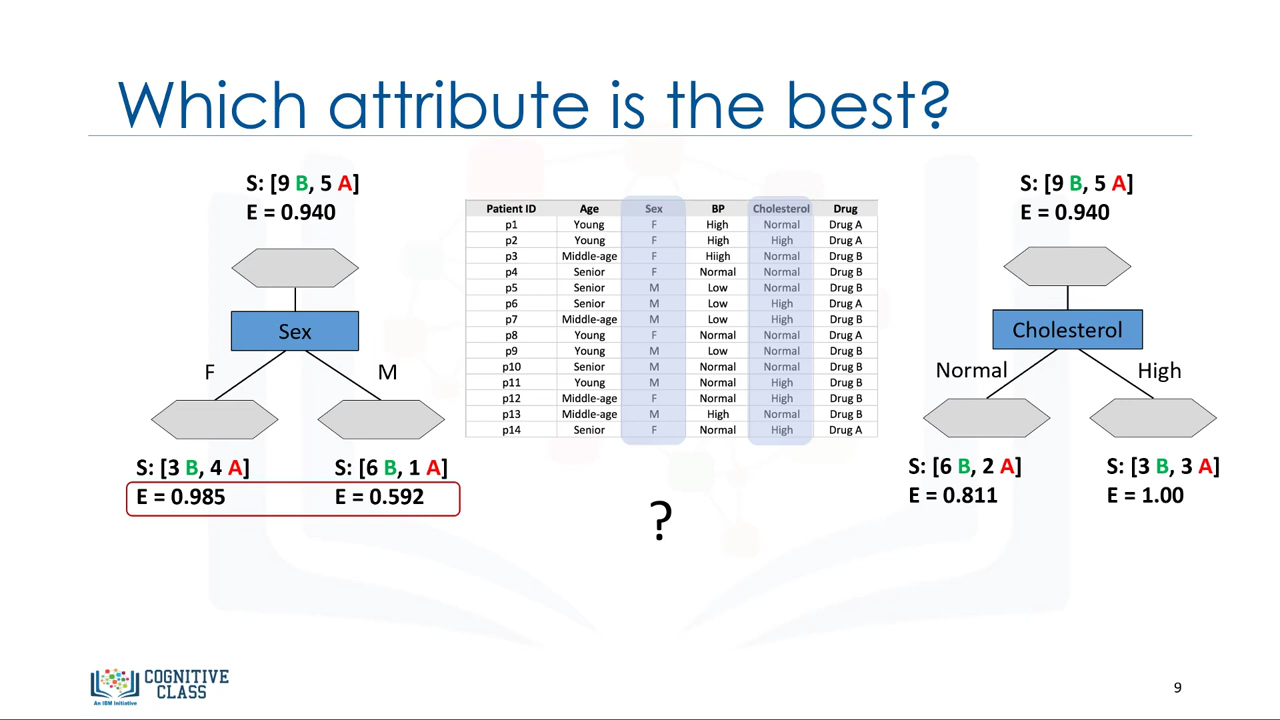 Which attribute is the best?
S: [9 B, 5 A]
E = 0.940
Sex
F
M
S: [3 B, 4 A]
E = 0.985
S: [6 B, 1 A]
E = 0.592
Patient ID Age Sex BP Cholesterol Drug
p1 Young F High Normal Drug A
p2 Young F High High Drug A
p3 Middle-age F Hiigh Normal Drug B
p4 Senior F Normal Normal Drug B
p5 Senior M Low Normal Drug B
p6 Senior M Low High Drug A
p7 Middle-age M Low High Drug B
p8 Young F Normal Normal Drug A
p9 Young M Low Normal Drug B
p10 Senior M Normal Normal Drug B
p11 Young M Normal High Drug B
p12 Middle-age F Normal High Drug B
p13 Middle-age M High Normal Drug B
p14 Senior F Normal High Drug A
?
S: [9 B, 5 A]
E = 0.940
Cholesterol
Normal
High
S: [6 B, 2 A]
E = 0.811
S: [3 B, 3 A]
E = 1.00
COGNITIVE
CLASS
An IBM Initiative
9